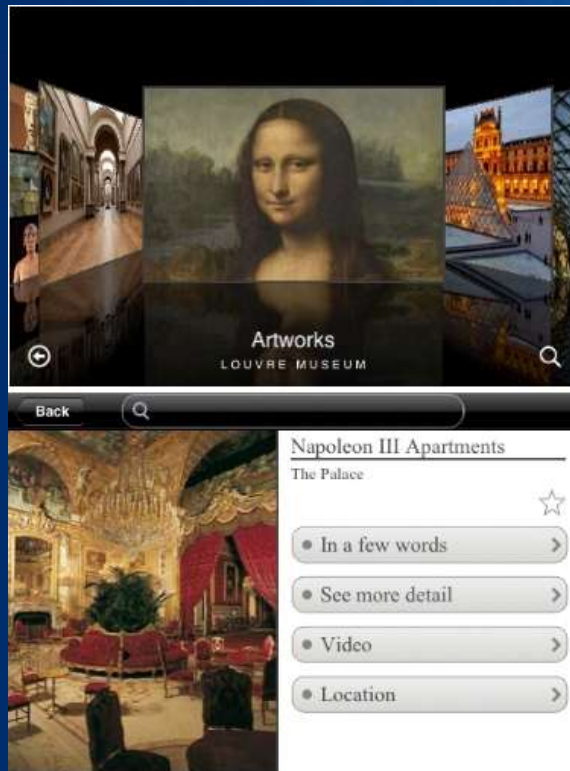 Artworks
LOUVRE MUSEUM
Back
Napoleon III Apartments
The Palace
In a few words
See more detail
Video
Location